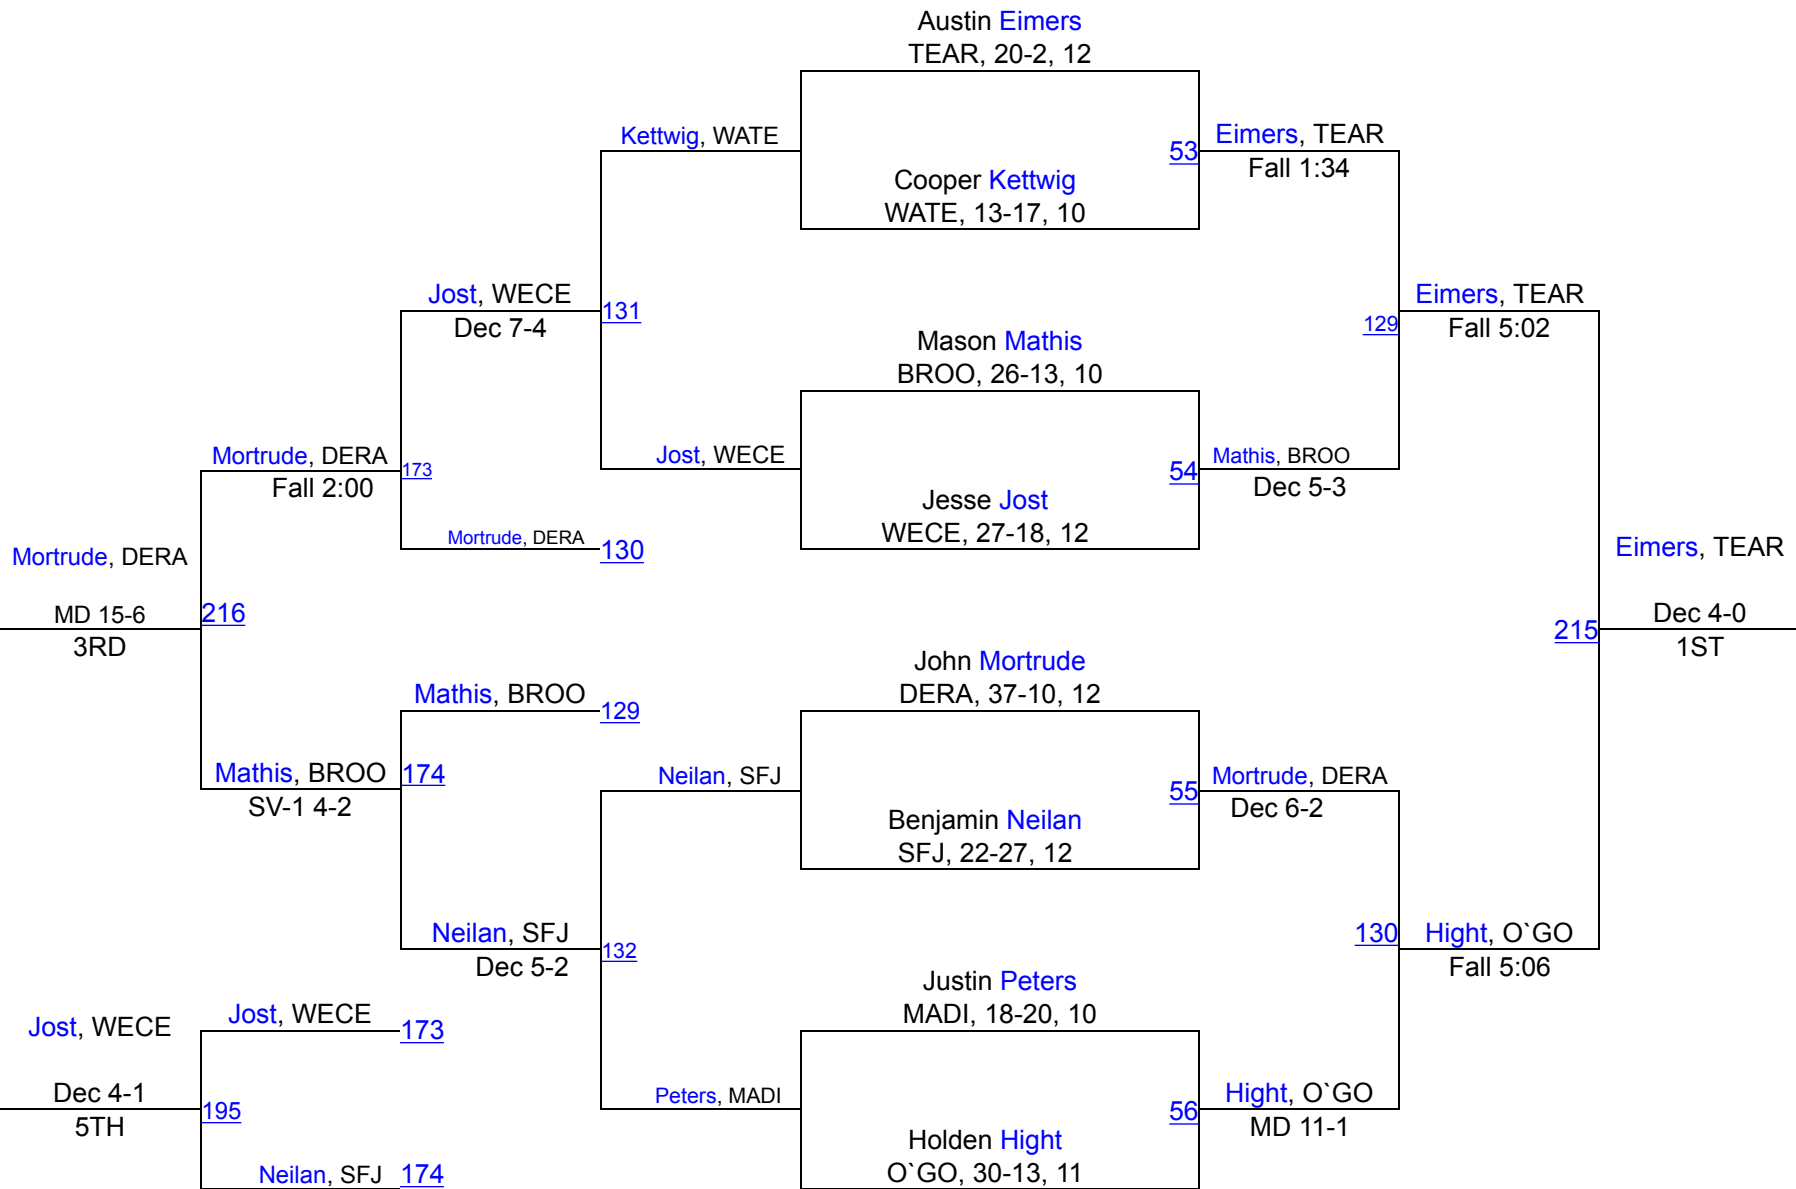 Austin Eimers
TEAR, 20-2, 12
Kettwig, WATE
53
Eimers, TEAR
Fall 1:34
Cooper Kettwig
WATE, 13-17, 10
Jost, WECE
Dec 7-4
131
Eimers, TEAR
Fall 5:02
129
Mason Mathis
BROO, 26-13, 10
Mortrude, DERA
Fall 2:00
173
Jost, WECE
54
Mathis, BROO
Dec 5-3
Jesse Jost
WECE, 27-18, 12
Mortrude, DERA
130
Mortrude, DERA
MD 15-6
3RD
216
Eimers, TEAR
Dec 4-0
1ST
215
John Mortrude
DERA, 37-10, 12
Mathis, BROO
129
Mathis, BROO
SV-1 4-2
174
Neilan, SFJ
55
Mortrude, DERA
Dec 6-2
Benjamin Neilan
SFJ, 22-27, 12
Neilan, SFJ
Dec 5-2
132
130
Hight, O`GO
Fall 5:06
Justin Peters
MADI, 18-20, 10
Jost, WECE
173
Jost, WECE
Dec 4-1
5TH
195
Peters, MADI
56
Hight, O`GO
MD 11-1
Holden Hight
O`GO, 30-13, 11
Neilan, SFJ
174